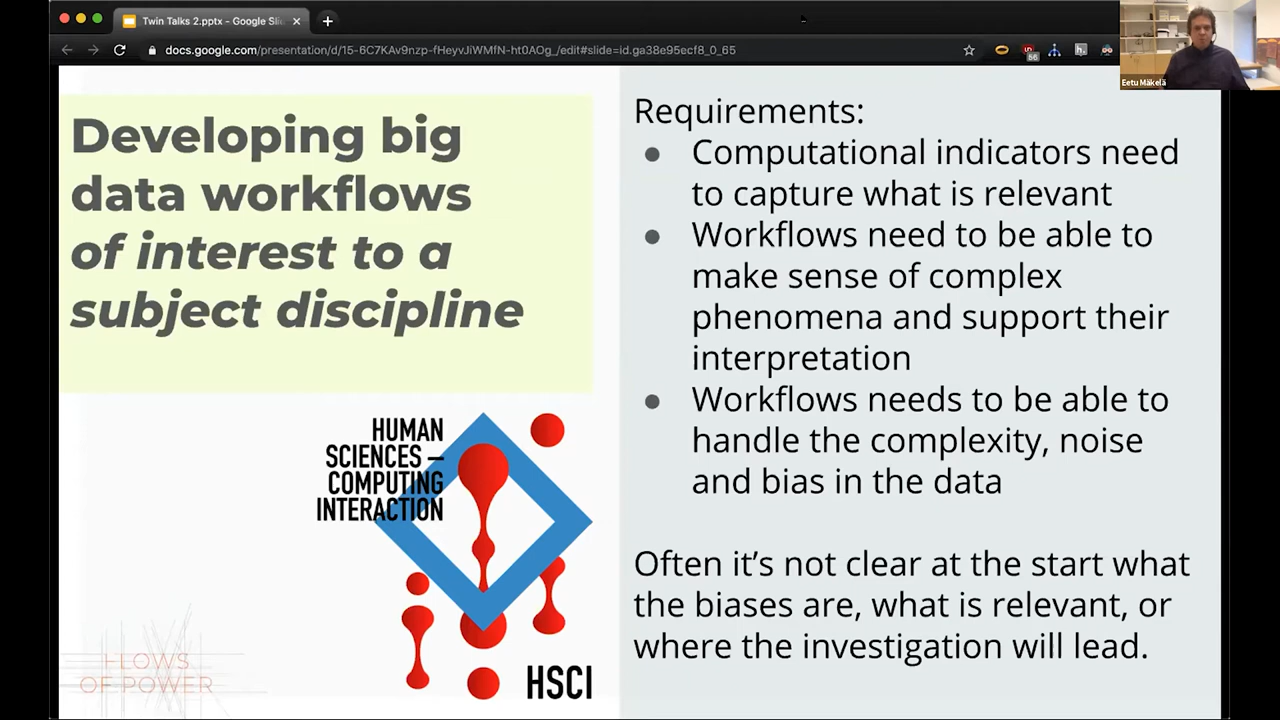 Twin Talks 2.pptx - Google Sli
docs.google.com/presentation/d/15-6C7KAv9nzp-fHeyvJiWMfN-ht0AOg_/edit#slide=id.ga38e95ecf8_0_65
86
Eetu Mäkelä
Developing big
data workflows
of interest to a
subject discipline
HUMAN
SCIENCES –
COMPUTING
INTERACTION
HSCI
FLOWS
OF POWER
Requirements:
● Computational indicators need
to capture what is relevant
● Workflows need to be able to
make sense of complex
phenomena and support their
interpretation
● Workflows needs to be able to
handle the complexity, noise
and bias in the data
Often it’s not clear at the start what
the biases are, what is relevant, or
where the investigation will lead.